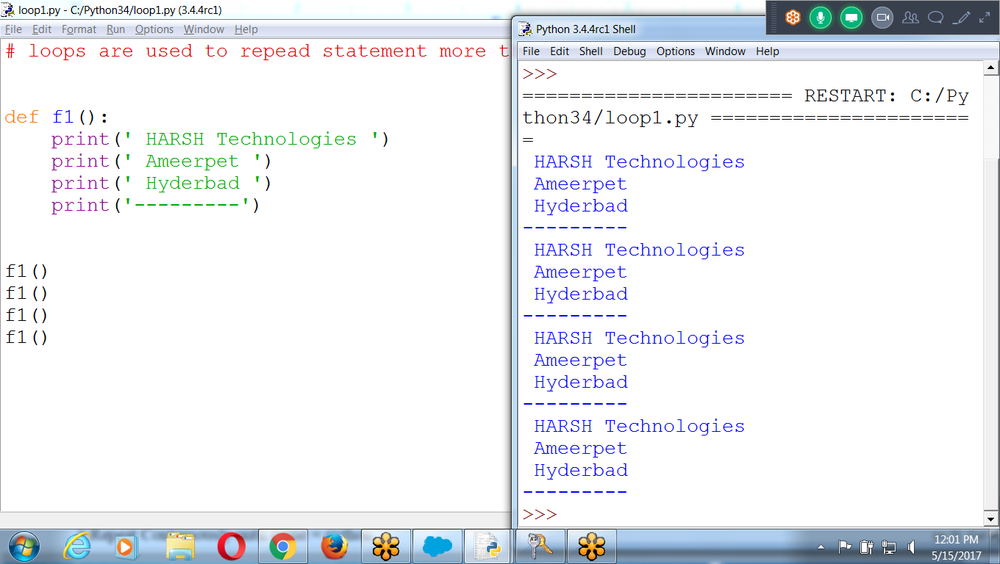 loop1.py - C:/Python34/loop1.py (3.4.4rc1)
File Edit Format Run Options Window Help
# loops are used to repead statement more t
def f1():
    print(' HARSH Technologies ')
    print(' Ameerpet ')
    print(' Hyderbad ')
    print('---------')
f1()
f1()
f1()
f1()
Python 3.4.4rc1 Shell
File Edit Shell Debug Options Window Help
>>>
======================= RESTART: C:/Py
thon34/loop1.py ======================
=
 HARSH Technologies
 Ameerpet
 Hyderbad
---------
 HARSH Technologies
 Ameerpet
 Hyderbad
---------
 HARSH Technologies
 Ameerpet
 Hyderbad
---------
 HARSH Technologies
 Ameerpet
 Hyderbad
---------
>>>
12:01 PM
5/15/2017